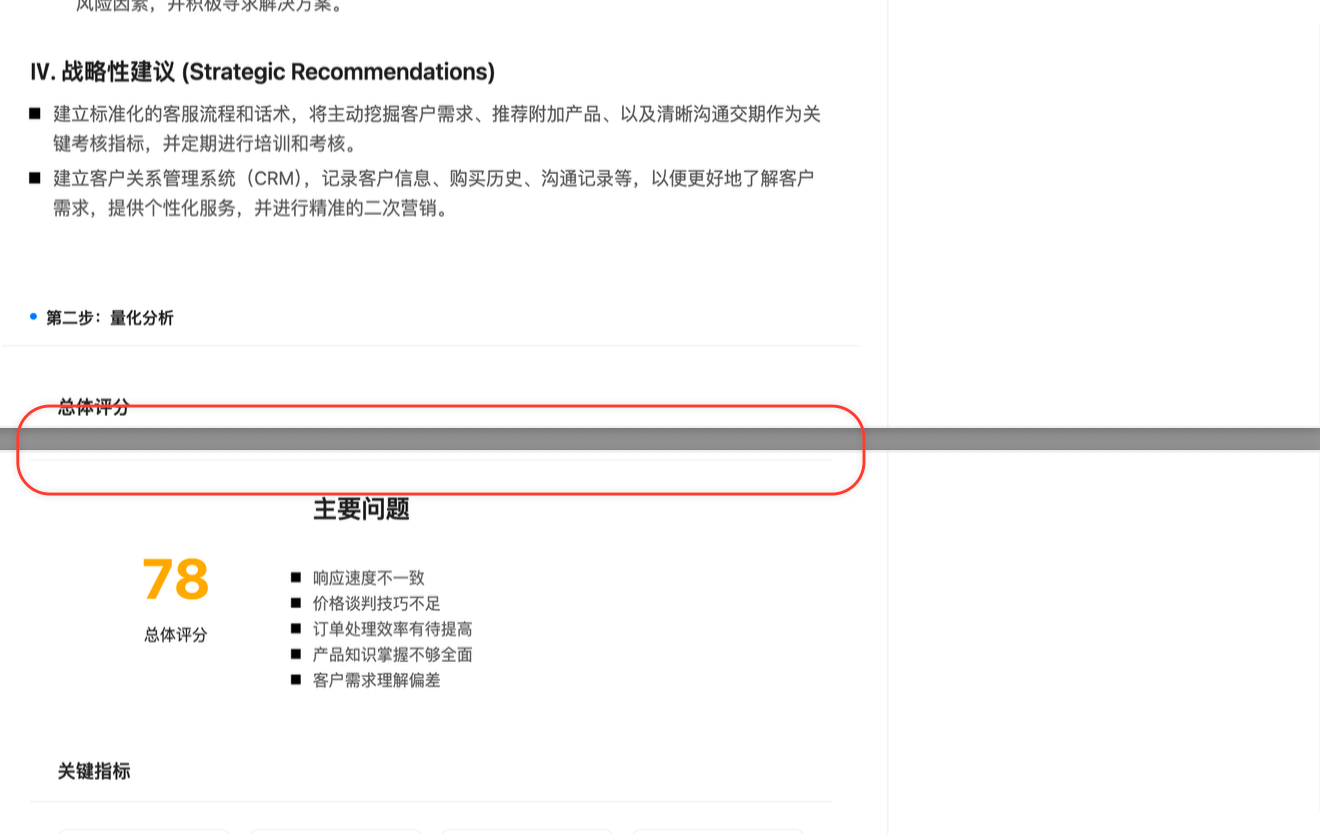 风险因素，并积极寻求解决方案。
IV. 战略性建议 (Strategic Recommendations)
■ 建立标准化的客服流程和话术，将主动挖掘客户需求、推荐附加产品、以及清晰沟通交期作为关
键考核指标，并定期进行培训和考核。
■ 建立客户关系管理系统（CRM），记录客户信息、购买历史、沟通记录等，以便更好地了解客户
需求，提供个性化服务，并进行精准的二次营销。
• 第二步：量化分析
总体评分
主要问题
78
总体评分
■ 响应速度不一致
■ 价格谈判技巧不足
■ 订单处理效率有待提高
■ 产品知识掌握不够全面
■ 客户需求理解偏差
关键指标